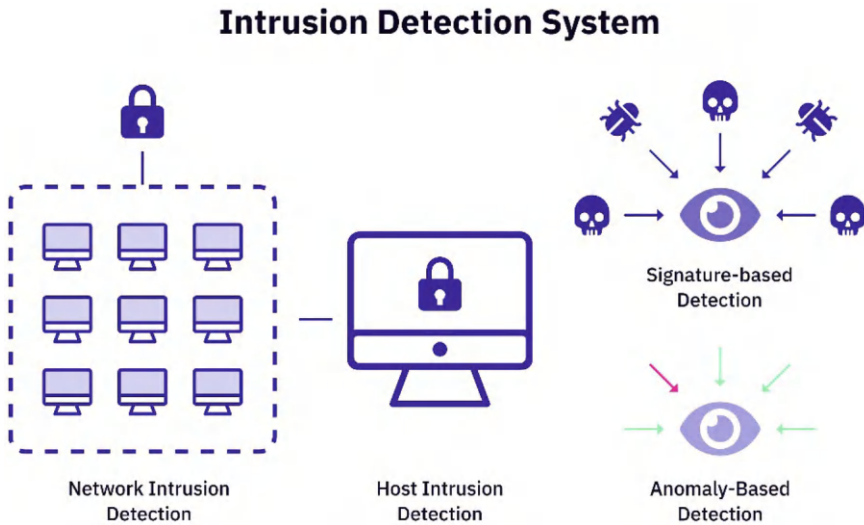 Intrusion Detection System
Signature-based
Detection
Network Intrusion
Detection
Host Intrusion
Detection
Anomaly-Based
Detection